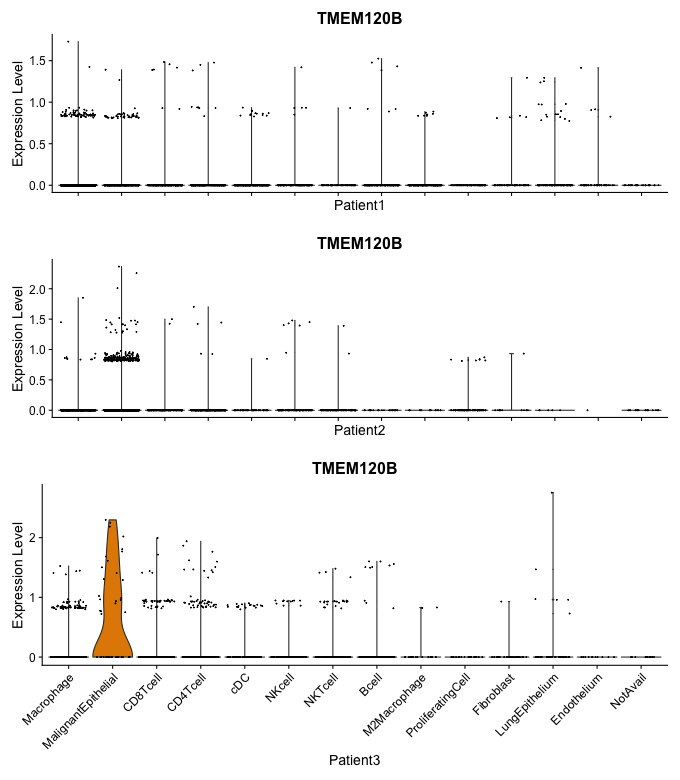 TMEM120B
Expression Level
1.5
1.0
0.5
0.0
Patient1
TMEM120B
Expression Level
2.0
1.5
1.0
0.5
0.0
Patient2
TMEM120B
Expression Level
2
1
0
Macrophage
MalignantEpithelial
CD8Tcell
CD4Tcell
cDC
NKcell
NKTcell
Bcell
M2Macrophage
ProliferatingCell
Fibroblast
LungEpithelium
Endothelium
NotAvail
Patient3